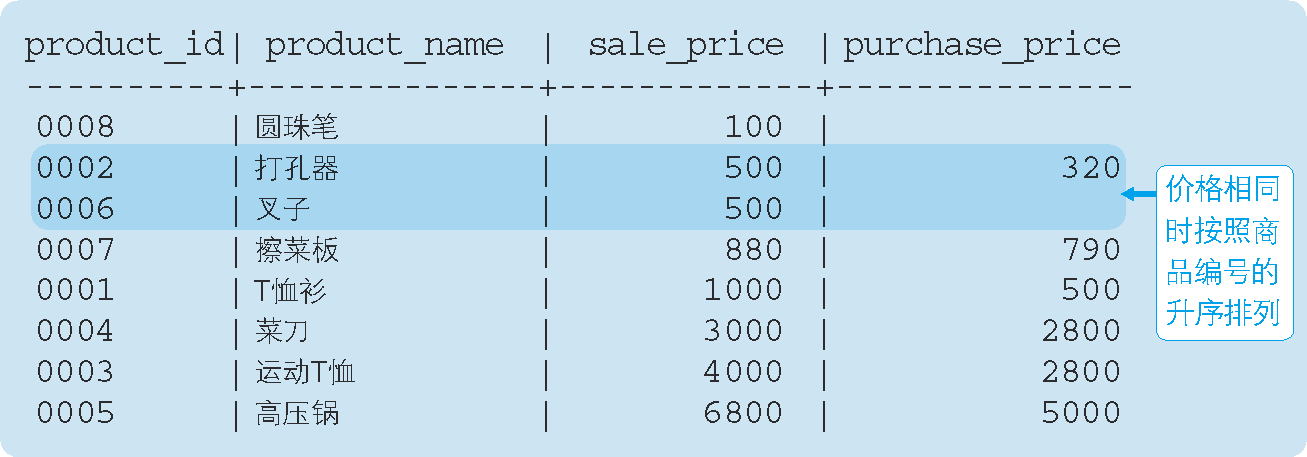 product_id| product_name | sale_price |purchase_price
----------+--------------+------------+---------------
0008 | 圆珠笔 | 100 |
0002 | 打孔器 | 500 | 320
0006 | 叉子 | 500 |
0007 | 擦菜板 | 880 | 790
0001 | T恤衫 | 1000 | 500
0004 | 菜刀 | 3000 | 2800
0003 | 运动T恤 | 4000 | 2800
0005 | 高压锅 | 6800 | 5000
价格相同
时按照商
品编号的
升序排列